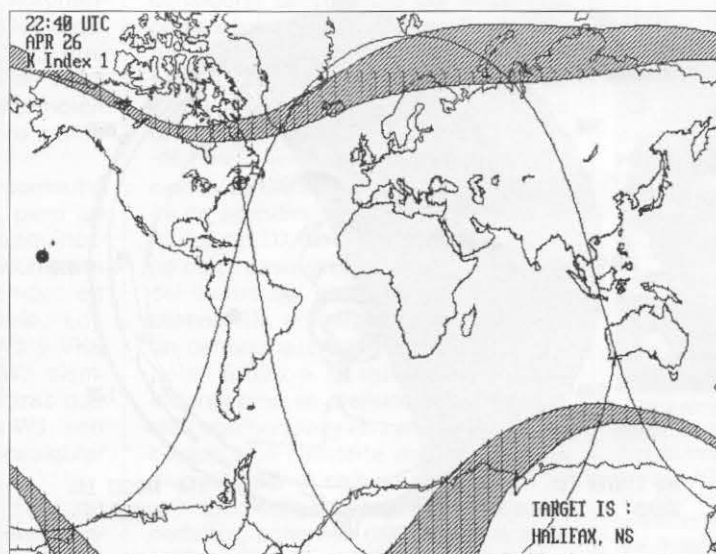 22:40 UTC
APR 26
K Index 1
TARGET IS :
HALIFAX, NS